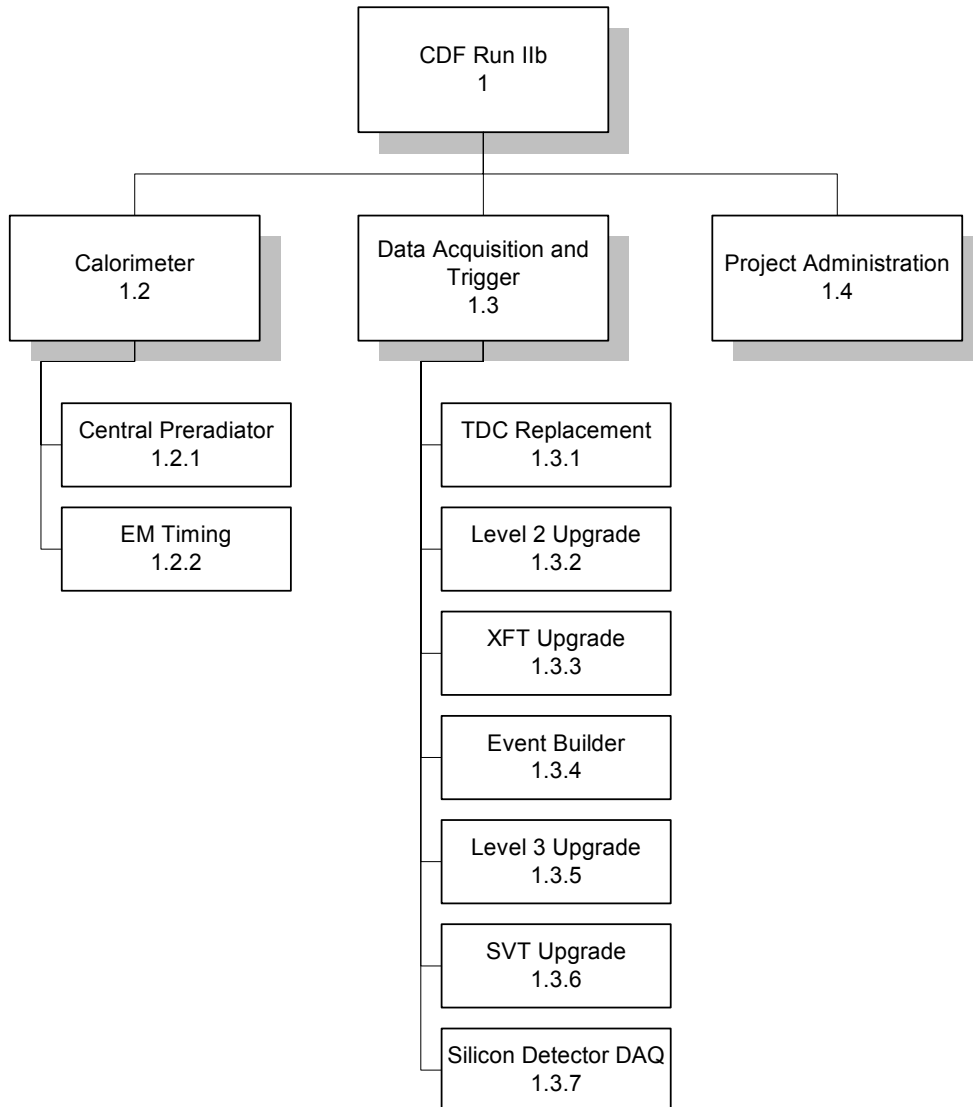 CDF Run IIb
1
Calorimeter
1.2
Data Acquisition and
Trigger
1.3
Project Administration
1.4
Central Preradiator
1.2.1
EM Timing
1.2.2
TDC Replacement
1.3.1
Level 2 Upgrade
1.3.2
XFT Upgrade
1.3.3
Event Builder
1.3.4
Level 3 Upgrade
1.3.5
SVT Upgrade
1.3.6
Silicon Detector DAQ
1.3.7